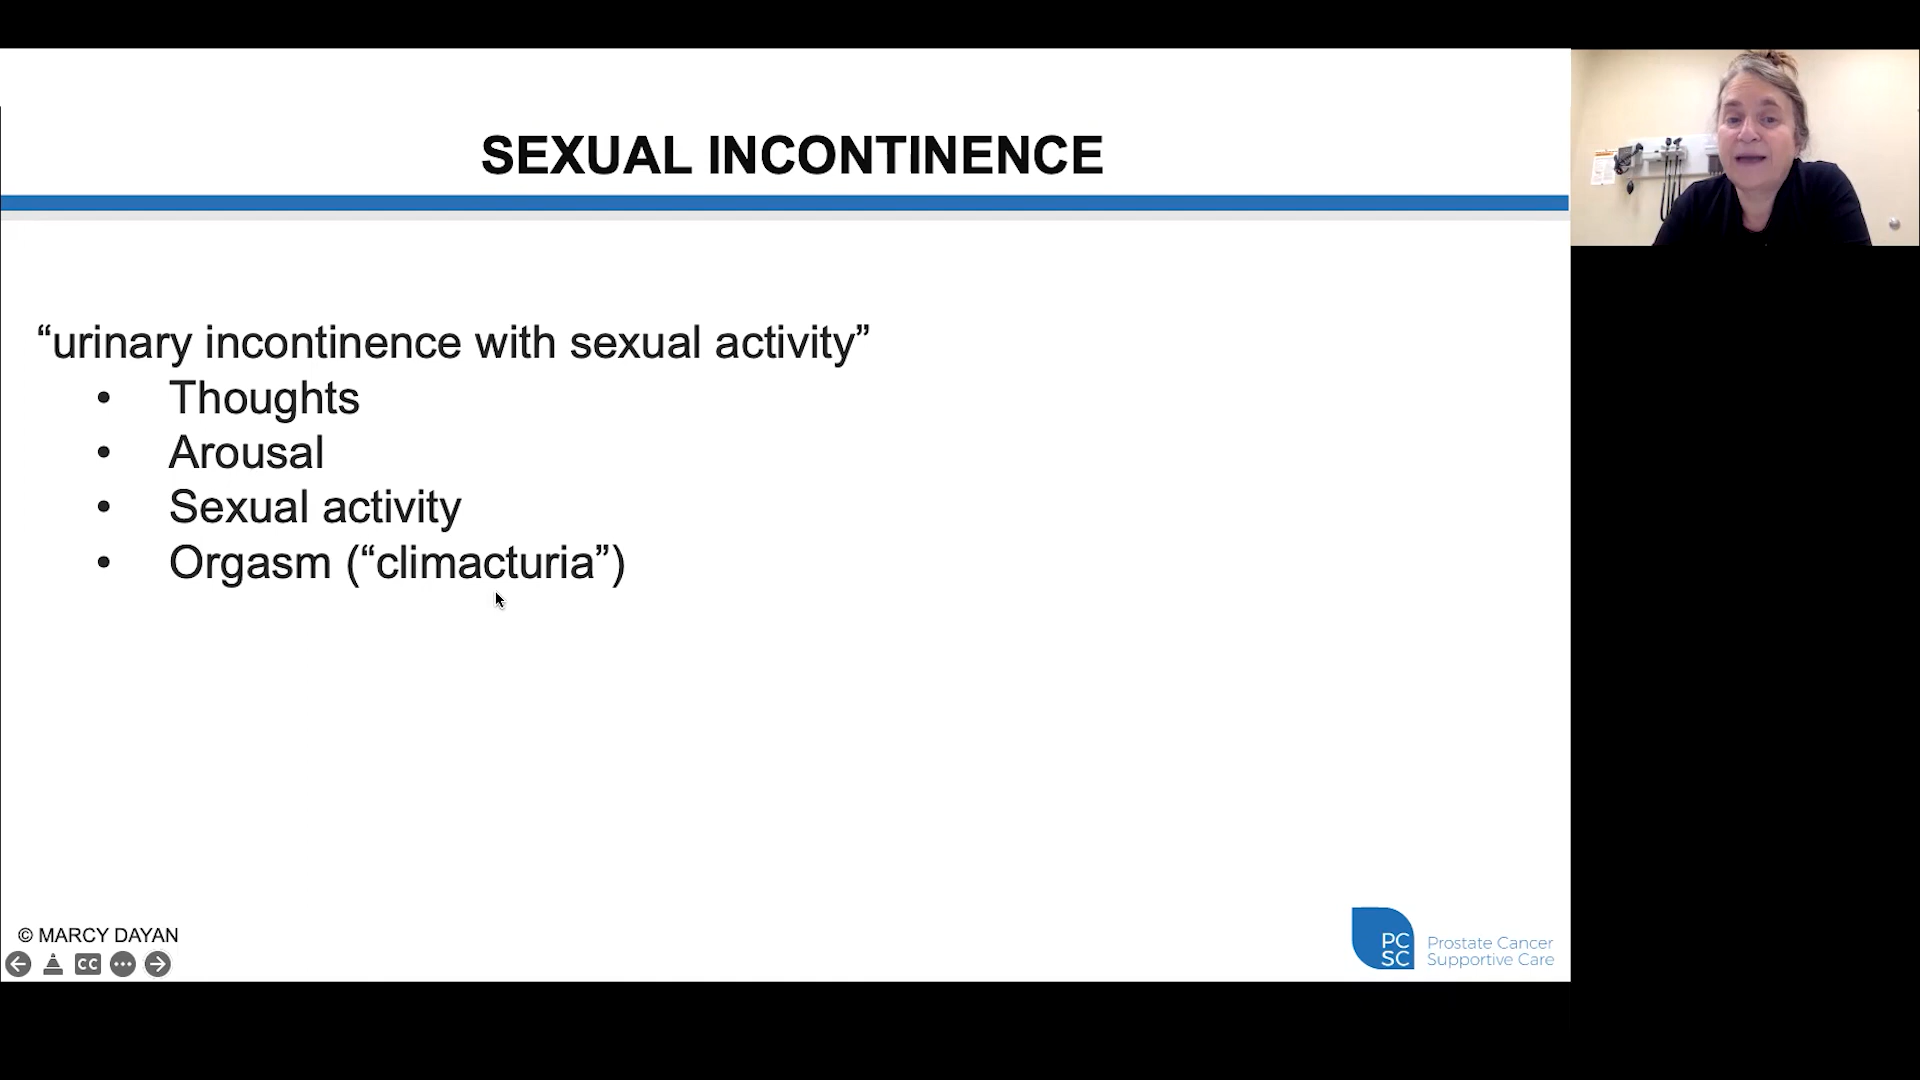 SEXUAL INCONTINENCE
“urinary incontinence with sexual activity”
• Thoughts
• Arousal
• Sexual activity
• Orgasm (“climacturia”)
© MARCY DAYAN
CC
PC
SC
Prostate Cancer
Supportive Care